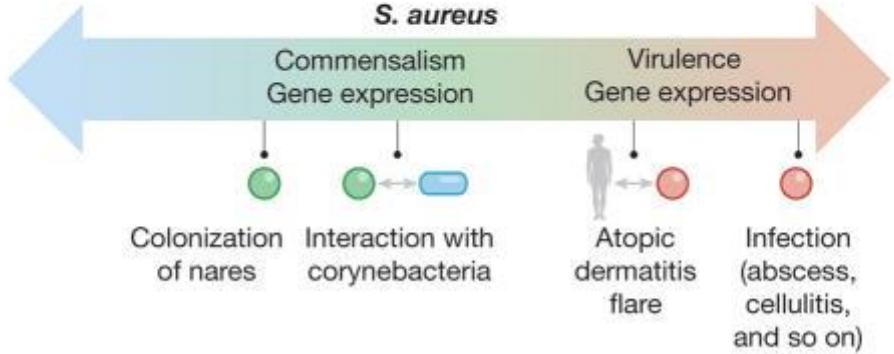 S. aureus
Commensalism
Gene expression
Virulence
Gene expression
Colonization
of nares
Interaction with
corynebacteria
Atopic
dermatitis
flare
Infection
(abscess,
cellulitis,
and so on)